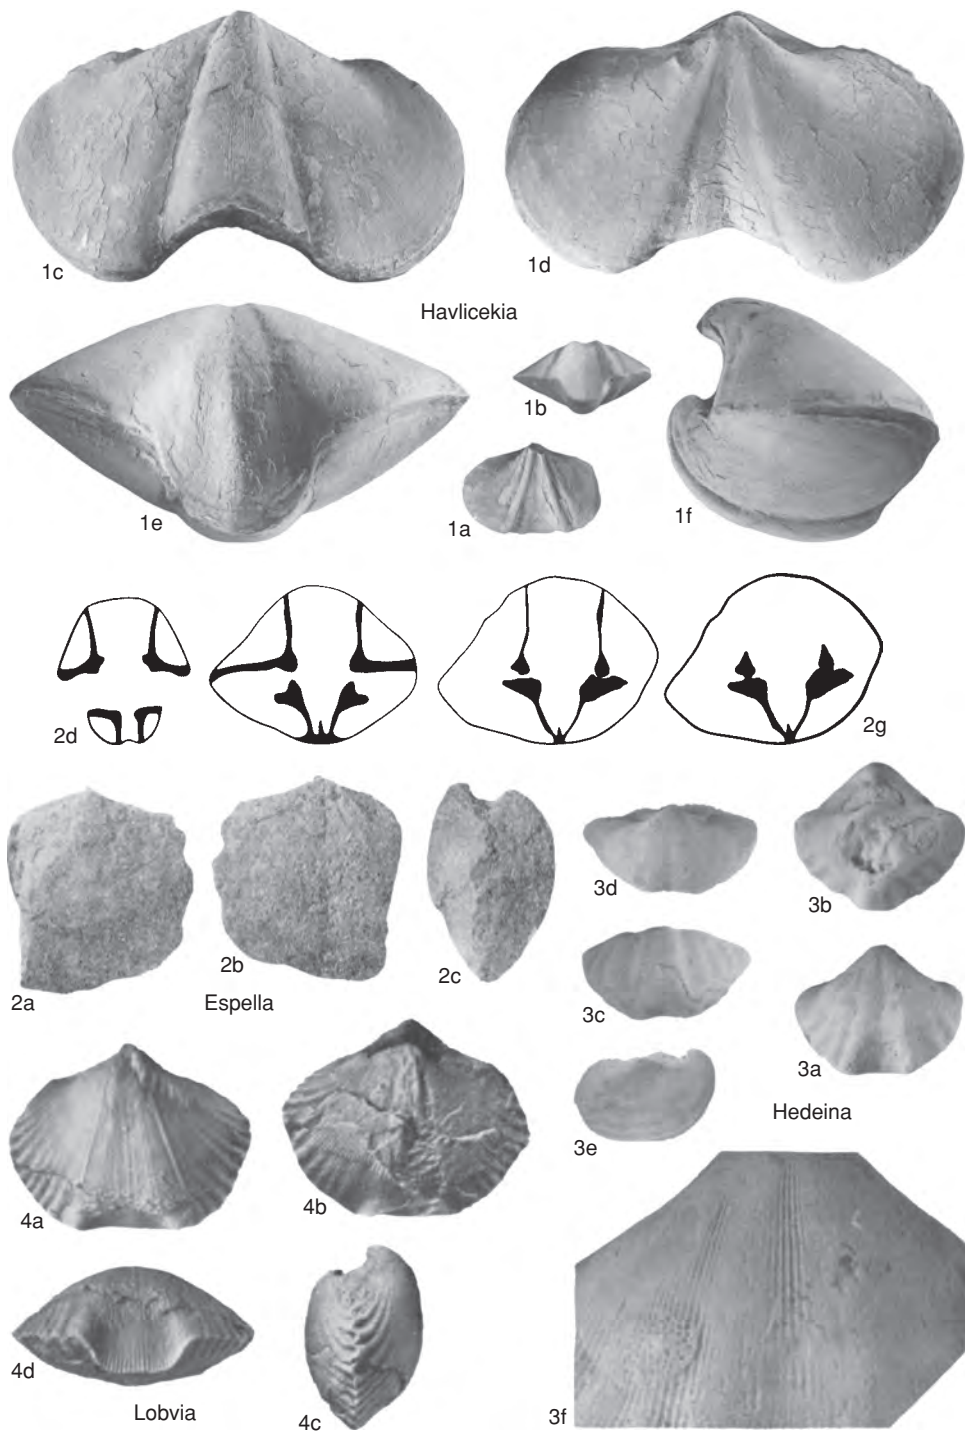 1c
1d
Havlicekia
1b
1e
1a
1f
2d
2g
3d
3b
2a
2b
2c
Espella
3c
3a
3e
Hedeina
4a
4b
4d
4c
3f
Lobvia